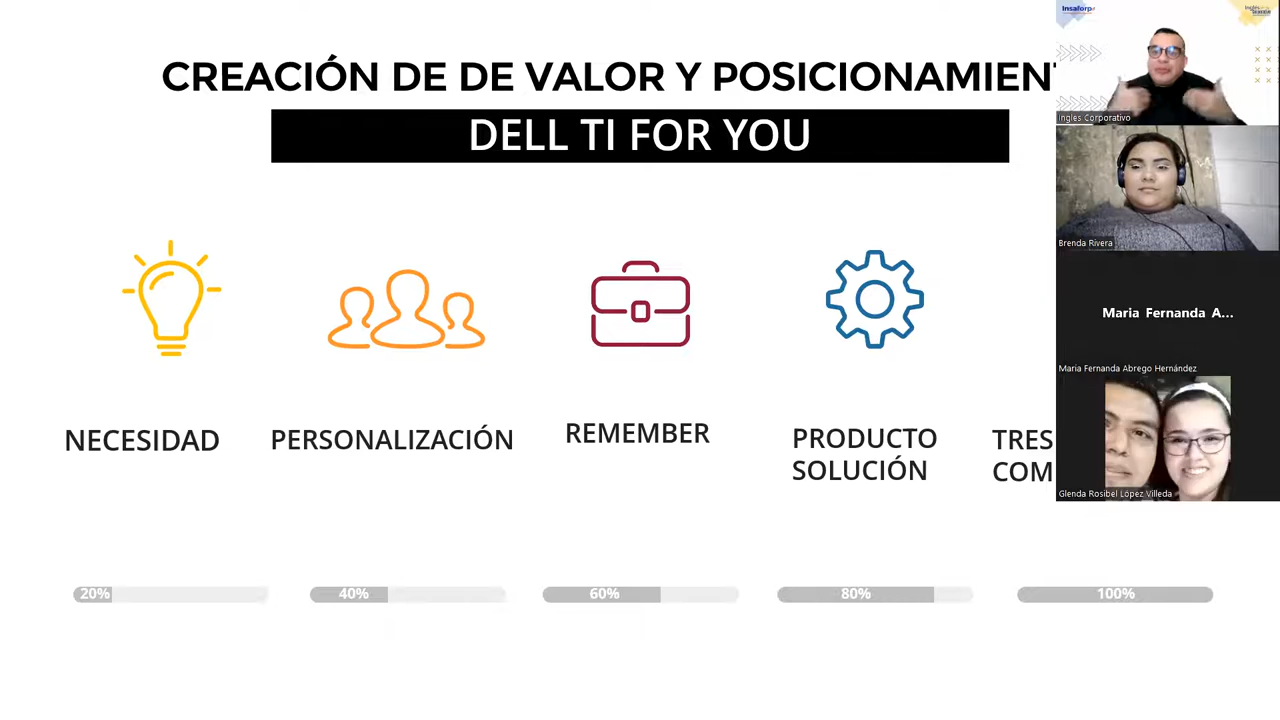 CREACIÓN DE DE VALOR Y POSICIONAMIEN
DELL TI FOR YOU
NECESIDAD
PERSONALIZACIÓN
REMEMBER
PRODUCTO
SOLUCIÓN
TRES
COM
20%
40%
60%
80%
100%
Insaforp
Ingles Corporativo
Brenda Rivera
Maria Fernanda A...
Maria Fernanda Abrego Hernández
Glenda Rosibel López Villeda